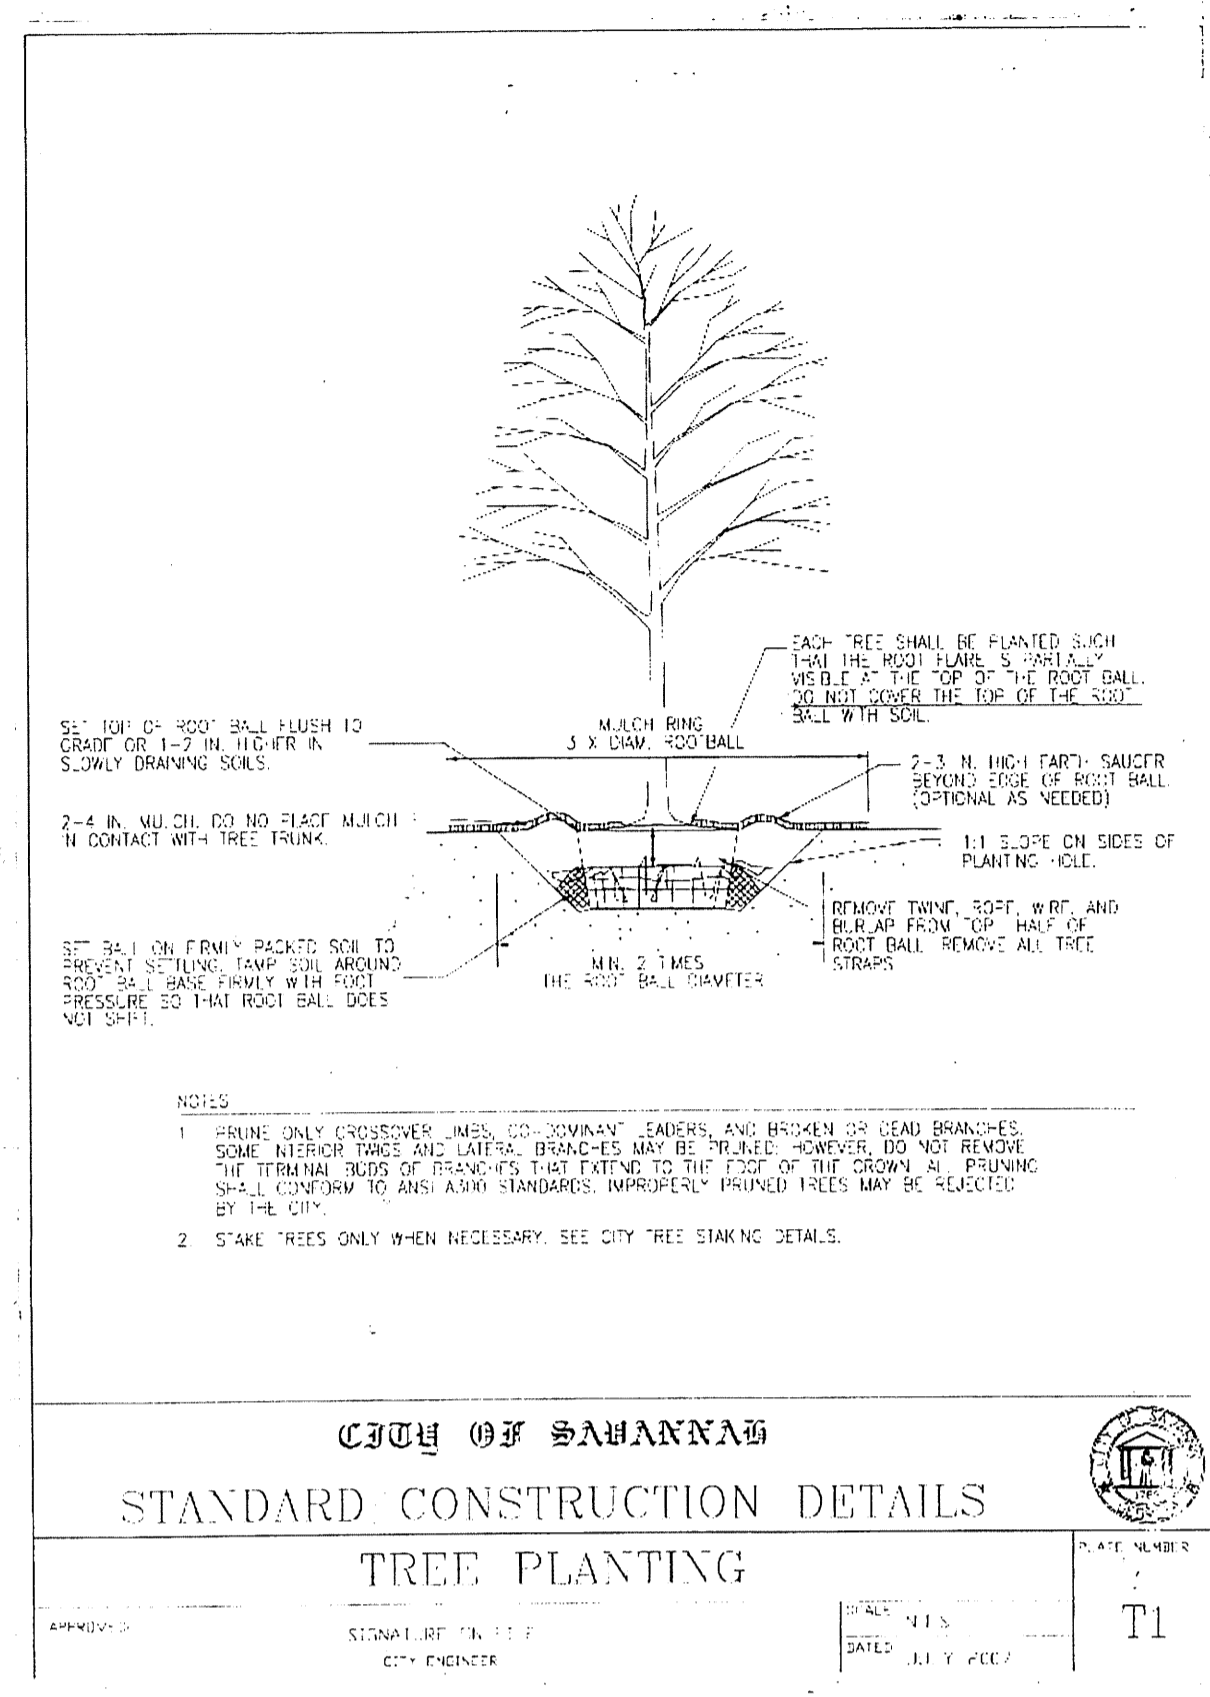 EACH TREE SHALL BE PLANTED SUCH
THAT THE ROOT FLARE IS PARTIALLY
VISIBLE AT THE TOP OF THE ROOT BALL.
DO NOT COVER THE TOP OF THE ROOT
BALL WITH SOIL.
SET TOP OF ROOT BALL FLUSH TO
GRADE OR 1-2 IN. HIGHER IN
SLOWLY DRAINING SOILS.
MULCH RING
3 X DIAM. ROOTBALL
2-3 IN. HIGH EARTH SAUCER
BEYOND EDGE OF ROOT BALL.
(OPTIONAL AS NEEDED)
2-4 IN. MULCH. DO NO PLACE MULCH
IN CONTACT WITH TREE TRUNK.
1:1 SLOPE ON SIDES OF
PLANTING HOLE.
REMOVE TWINE, ROPE, WIRE, AND
BURLAP FROM TOP HALF OF
ROOT BALL. REMOVE ALL TREE
STRAPS
SET BALL ON FIRMLY PACKED SOIL TO
PREVENT SETTLING. TAMP SOIL AROUND
ROOT BALL BASE FIRMLY WITH FOOT
PRESSURE SO THAT ROOT BALL DOES
NOT SHIFT.
MIN. 2 TIMES
THE ROOT BALL DIAMETER
NOTES
1 PRUNE ONLY CROSSOVER LIMBS, CO-DOMINANT LEADERS, AND BROKEN OR DEAD BRANCHES.
SOME INTERIOR TWIGS AND LATERAL BRANCHES MAY BE PRUNED; HOWEVER, DO NOT REMOVE
THE TERMINAL BUDS OF BRANCHES THAT EXTEND TO THE EDGE OF THE CROWN. ALL PRUNING
SHALL CONFORM TO ANSI A300 STANDARDS. IMPROPERLY PRUNED TREES MAY BE REJECTED
BY THE CITY.
2. STAKE TREES ONLY WHEN NECESSARY. SEE CITY TREE STAKING DETAILS.
CITY OF SAVANNAH
STANDARD CONSTRUCTION DETAILS
TREE PLANTING
PLATE NUMBER
T1
APPROVED
SIGNATURE ON FILE
CITY ENGINEER
SCALE NTS
DATED JULY 2007
CITY OF SAVANNAH